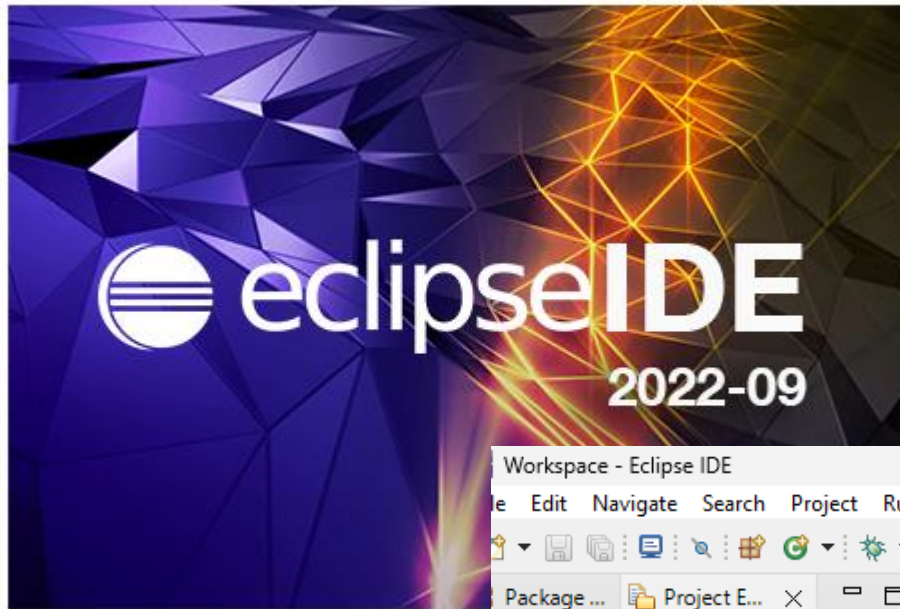 eclipseIDE
2022-09
Workspace - Eclipse IDE
Edit Navigate Search Project
Package ... Project E...